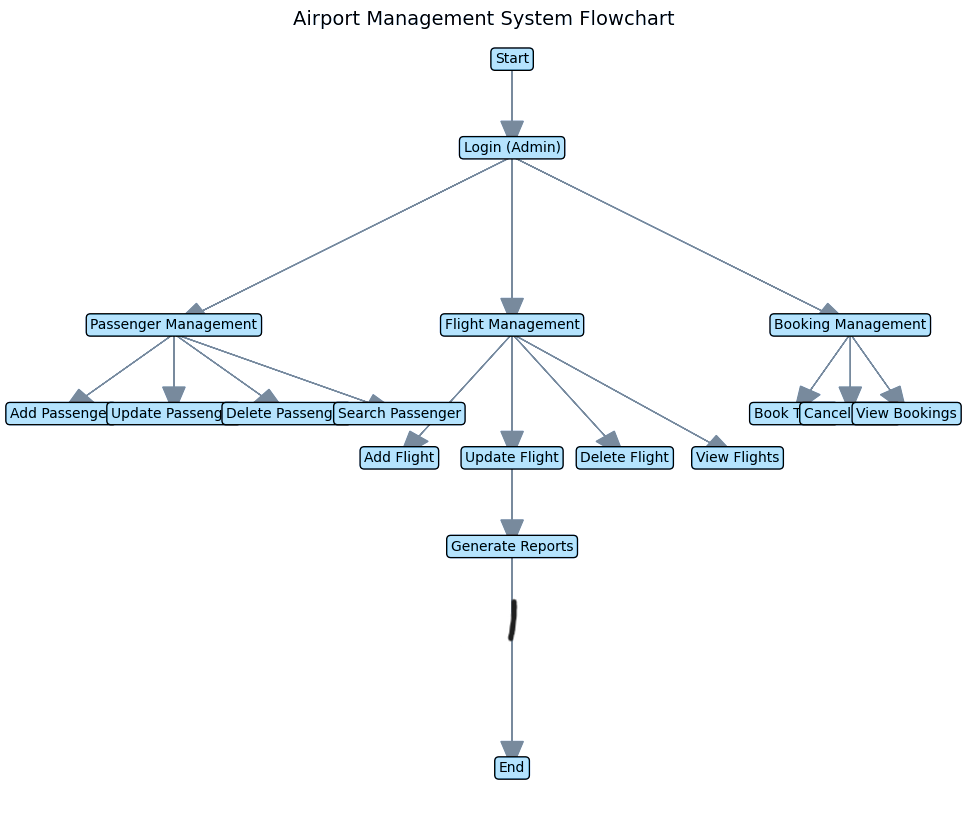 Airport Management System Flowchart
Start
Login (Admin)
Passenger Management
Flight Management
Booking Management
Add Passenge
Update Passeng
Delete Passeng
Search Passenger
Book T
Cancel
View Bookings
Add Flight
Update Flight
Delete Flight
View Flights
Generate Reports
End